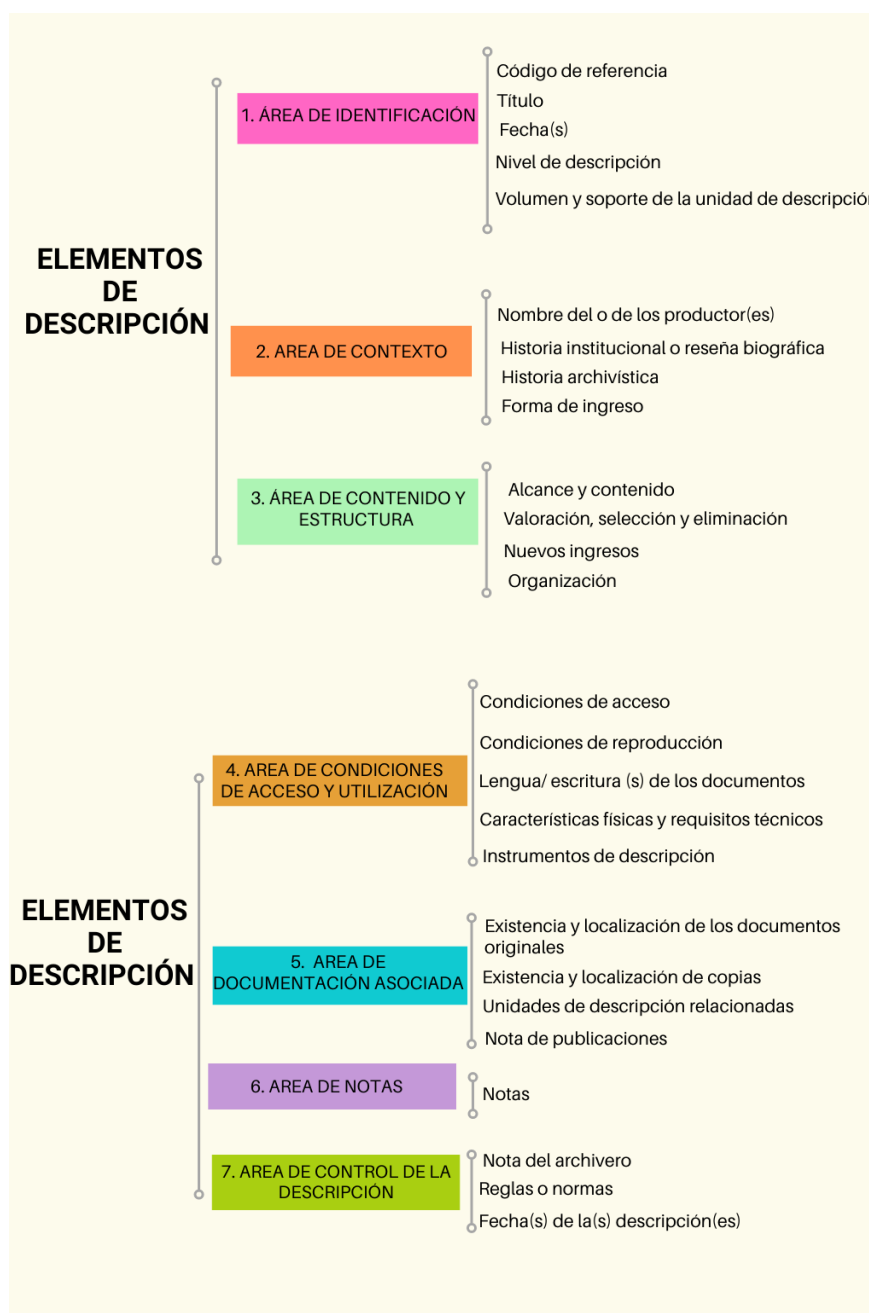 ELEMENTOS
DE
DESCRIPCIÓN
1. ÁREA DE IDENTIFICACIÓN
Código de referencia
Título
Fecha(s)
Nivel de descripción
Volumen y soporte de la unidad de descripción
2. AREA DE CONTEXTO
Nombre del o de los productor(es)
Historia institucional o reseña biográfica
Historia archivística
Forma de ingreso
3. ÁREA DE CONTENIDO Y
ESTRUCTURA
Alcance y contenido
Valoración, selección y eliminación
Nuevos ingresos
Organización
ELEMENTOS
DE
DESCRIPCIÓN
4. AREA DE CONDICIONES
DE ACCESO Y UTILIZACIÓN
Condiciones de acceso
Condiciones de reproducción
Lengua/ escritura (s) de los documentos
Características físicas y requisitos técnicos
Instrumentos de descripción
5. AREA DE
DOCUMENTACIÓN ASOCIADA
Existencia y localización de los documentos
originales
Existencia y localización de copias
Unidades de descripción relacionadas
Nota de publicaciones
6. AREA DE NOTAS
Notas
7. AREA DE CONTROL DE LA
DESCRIPCIÓN
Nota del archivero
Reglas o normas
Fecha(s) de la(s) descripción(es)